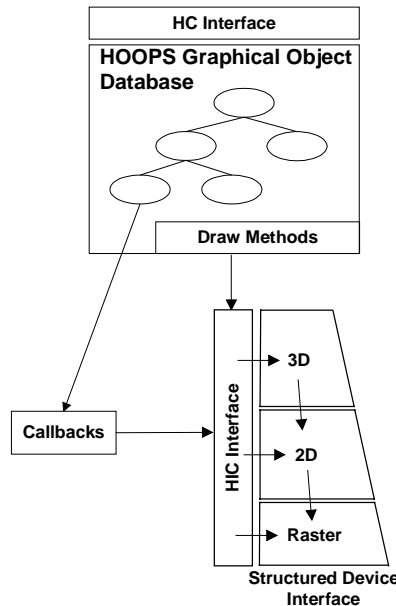 HC Interface
HOOPS Graphical Object
Database
Draw Methods
3D
Callbacks
HIC Interface
2D
Raster
Structured Device
Interface